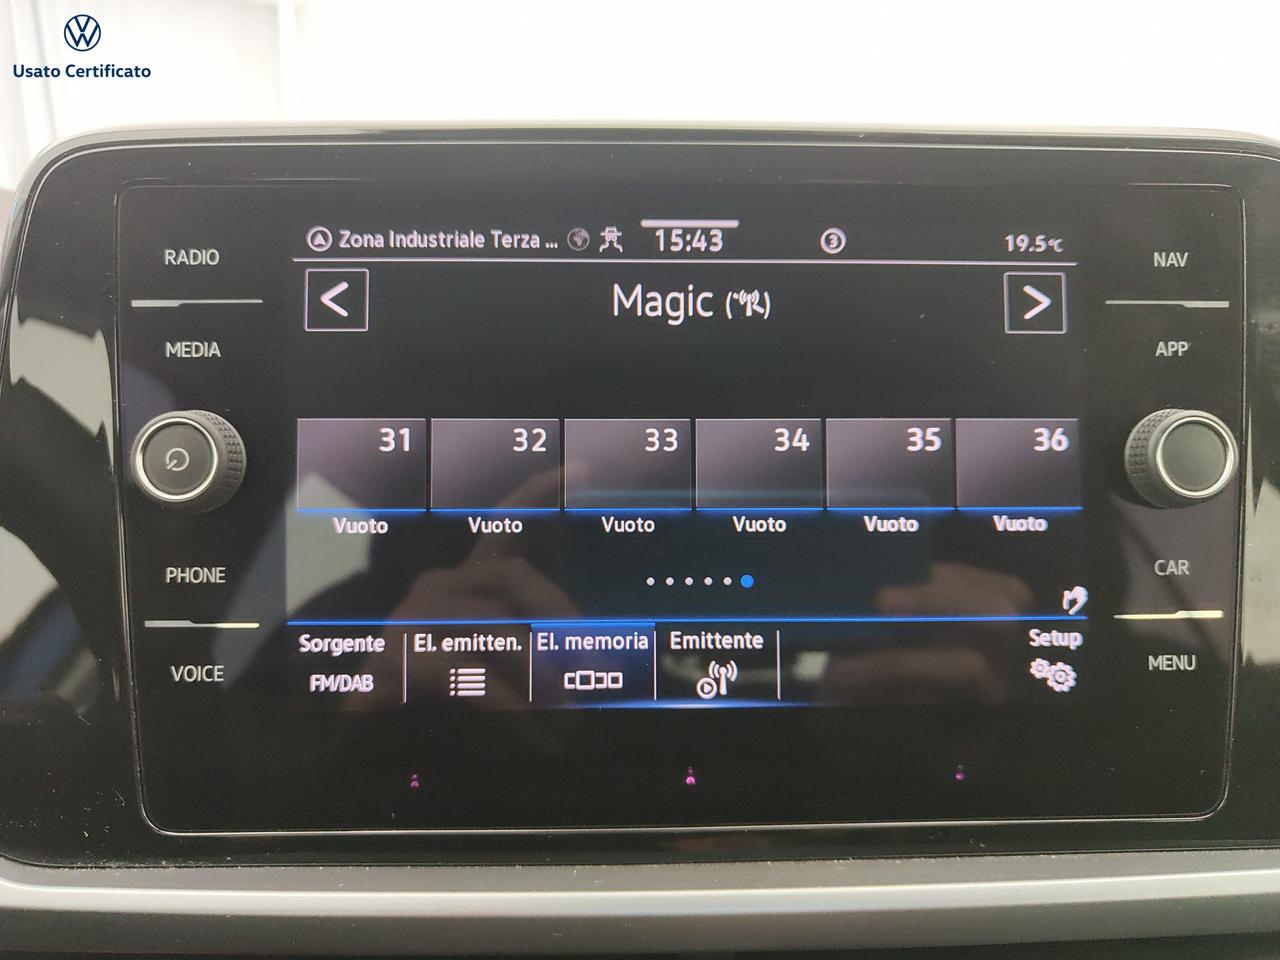 Usato Certificato
Zona Industriale Terza ... 15:43 3 19.5°C
RADIO
NAV
Magic
MEDIA
APP
31 32 33 34 35 36
Vuoto Vuoto Vuoto Vuoto Vuoto Vuoto
PHONE
CAR
Sorgente El. emitten. El. memoria Emittente Setup
FM/DAB
VOICE
MENU